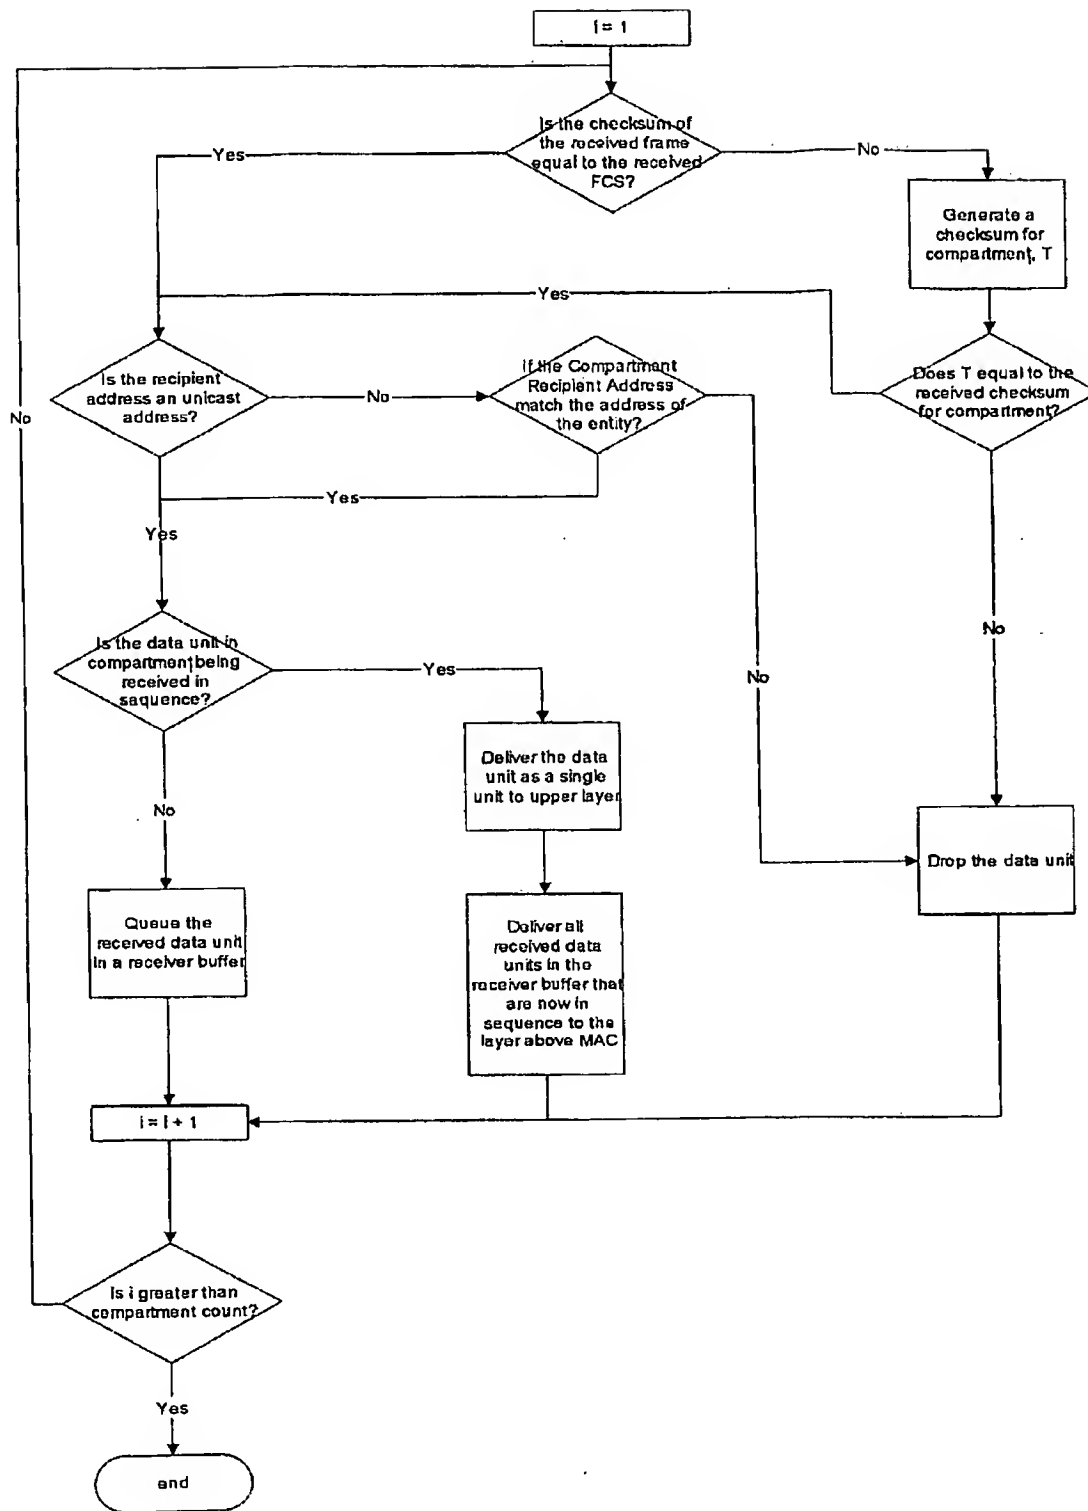 i = 1
Is the checksum of
the received frame
equal to the received
FCS?
Yes
No
Generate a
checksum for
compartment, T
Yes
Is the recipient
address an unicast
address?
No
If the Compartment
Recipient Address
match the address of
the entity?
Does T equal to the
received checksum
for compartment?
No
Yes
Yes
Is the data unit in
compartment being
received in
saquence?
Yes
No
No
Deliver the data
unit as a single
unit to upper layer
No
Drop the data unit
Queue the
received data unit
in a receiver buffer
Deliver all
received data
units in the
receiver buffer that
are now in
sequence to the
layer above MAC
i = i + 1
Is i greater than
compartment count?
Yes
end